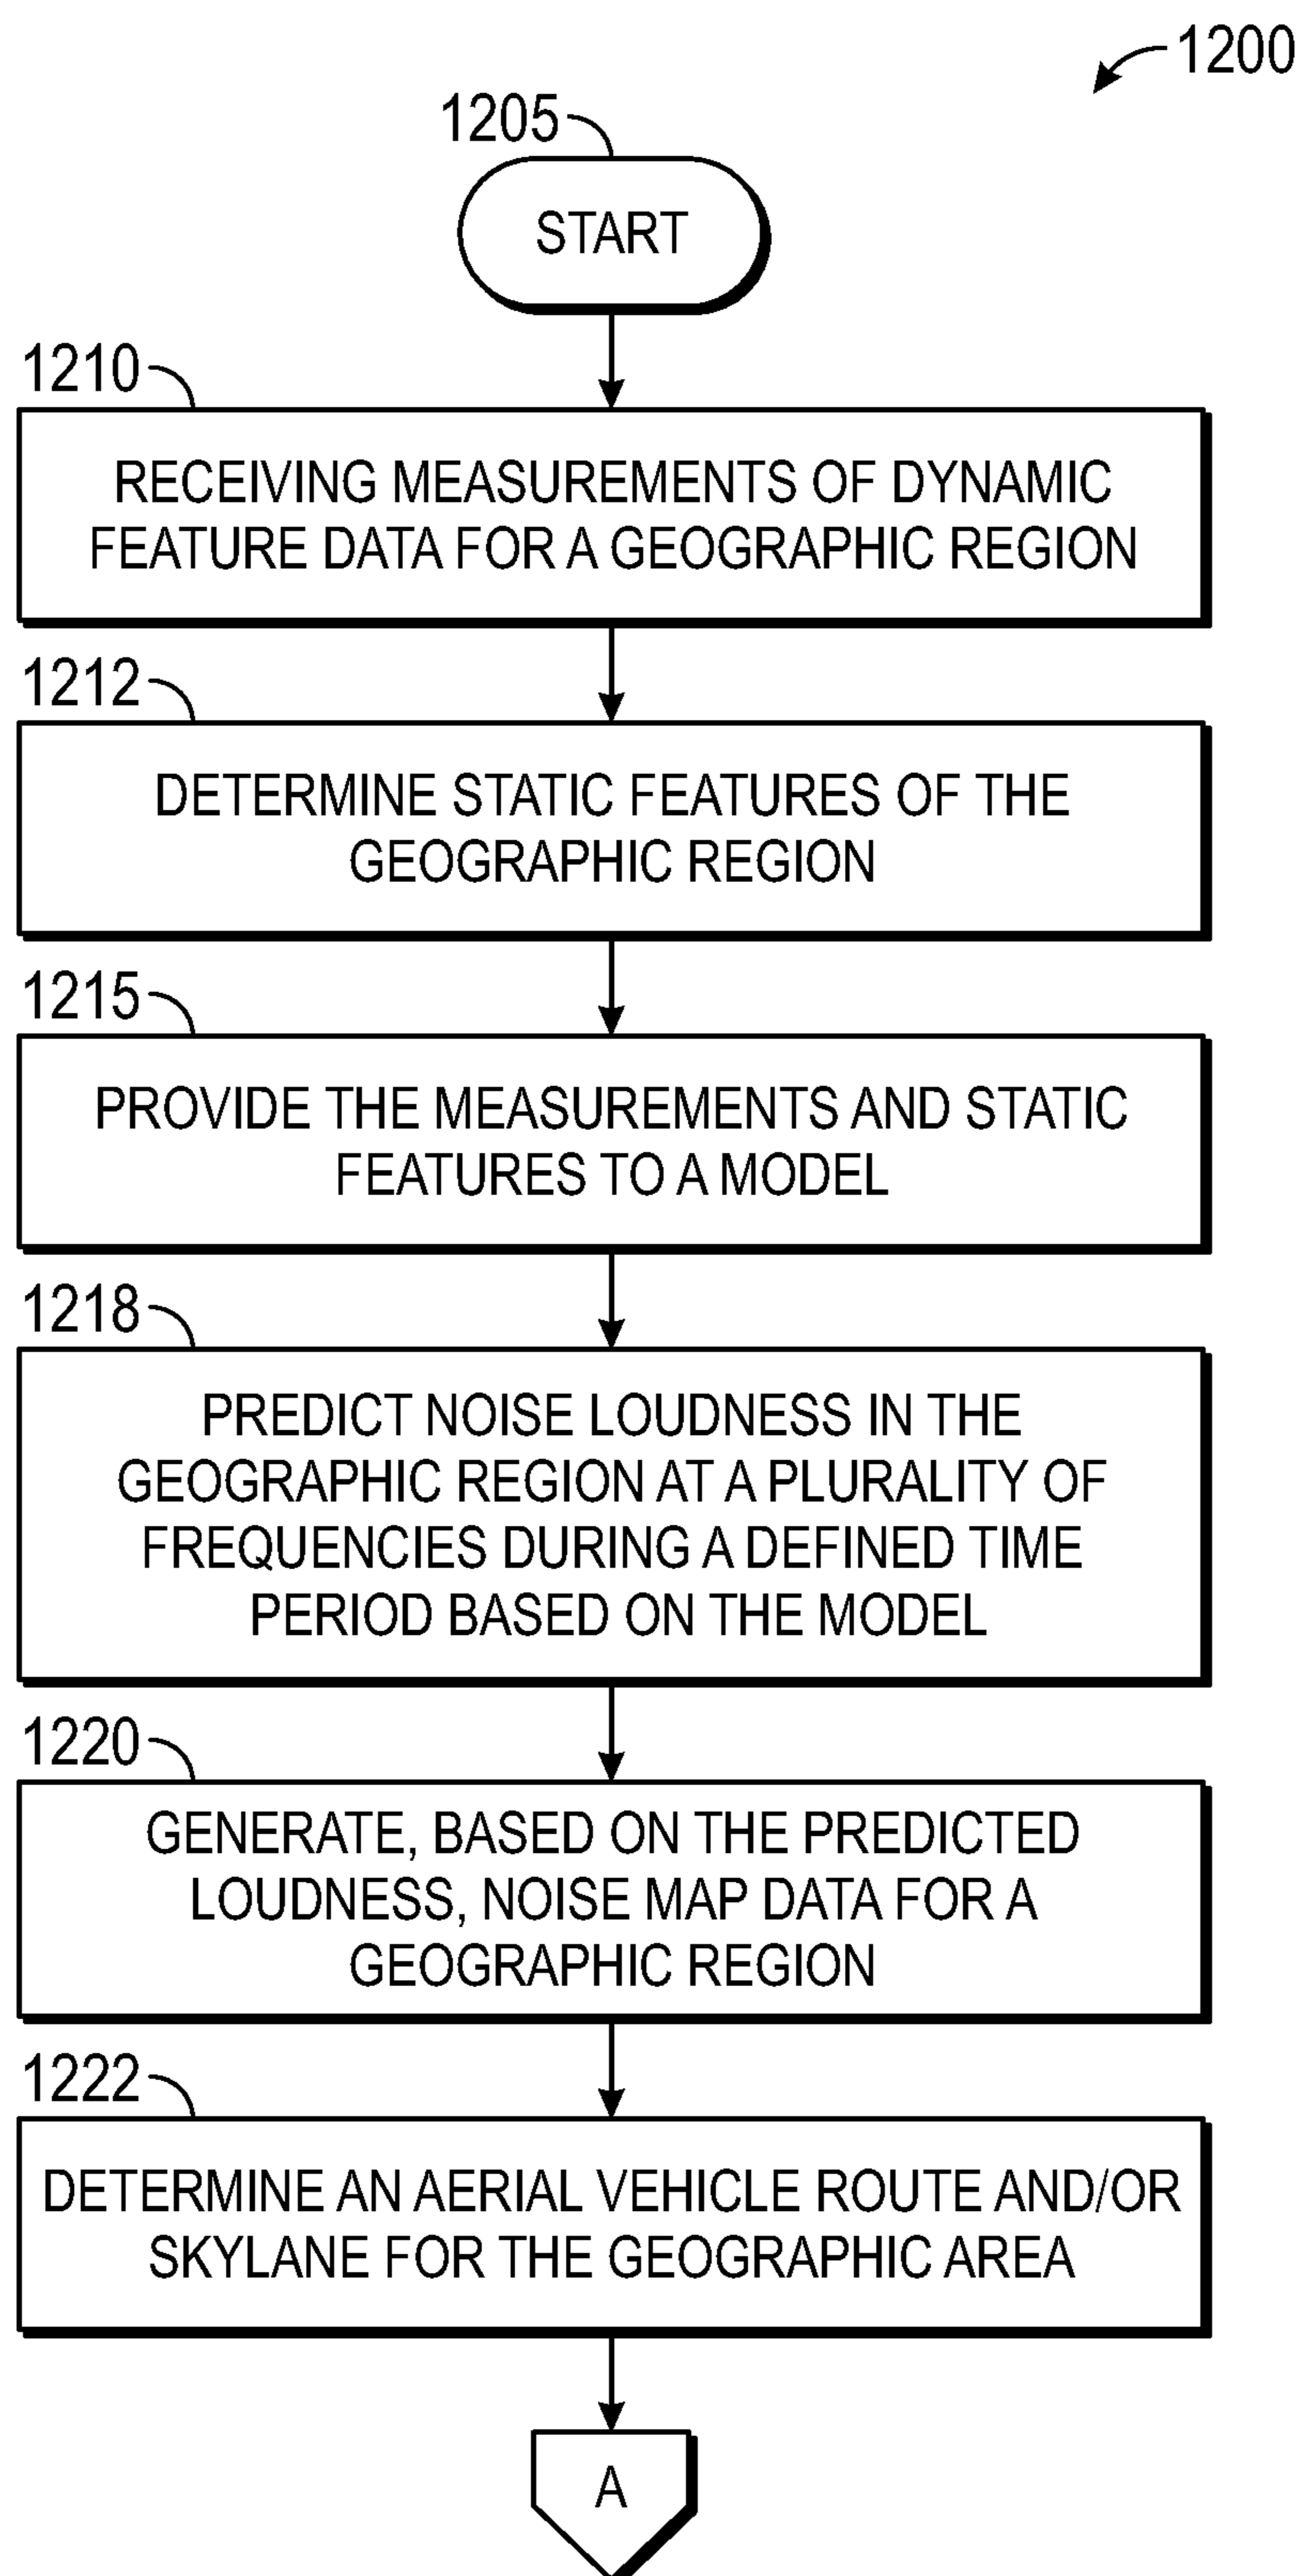 1200
1205
START
1210
RECEIVING MEASUREMENTS OF DYNAMIC
FEATURE DATA FOR A GEOGRAPHIC REGION
1212
DETERMINE STATIC FEATURES OF THE
GEOGRAPHIC REGION
1215
PROVIDE THE MEASUREMENTS AND STATIC
FEATURES TO A MODEL
1218
PREDICT NOISE LOUDNESS IN THE
GEOGRAPHIC REGION AT A PLURALITY OF
FREQUENCIES DURING A DEFINED TIME
PERIOD BASED ON THE MODEL
1220
GENERATE, BASED ON THE PREDICTED
LOUDNESS, NOISE MAP DATA FOR A
GEOGRAPHIC REGION
1222
DETERMINE AN AERIAL VEHICLE ROUTE AND/OR
SKYLANE FOR THE GEOGRAPHIC AREA
A